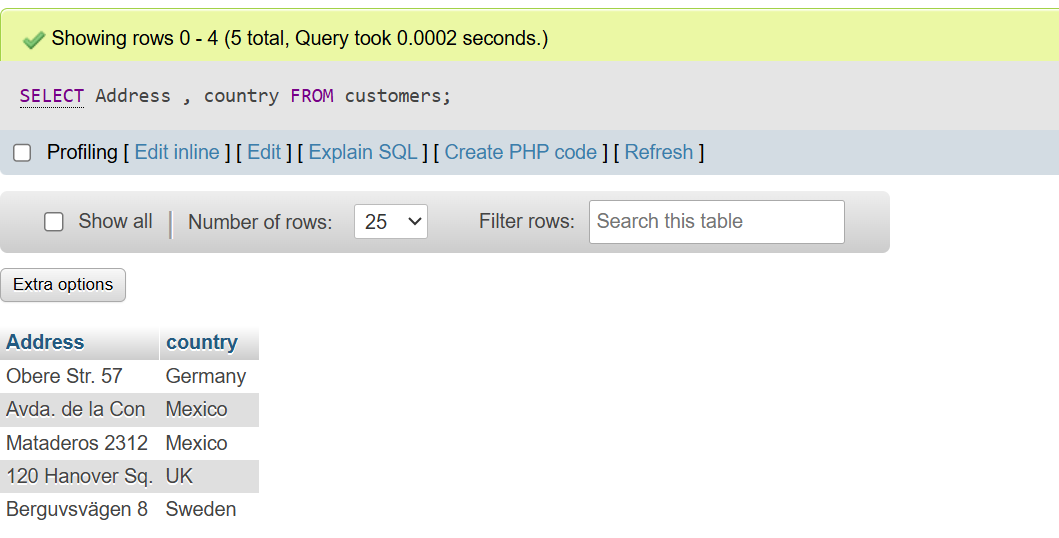 Showing rows 0 - 4 (5 total, Query took 0.0002 seconds.)
SELECT Address , country FROM customers;
Profiling [ Edit inline ] [ Edit ] [ Explain SQL ] [ Create PHP code ] [ Refresh ]
Show all | Number of rows: 25 Filter rows: Search this table
Extra options
Address country
Obere Str. 57 Germany
Avda. de la Con Mexico
Mataderos 2312 Mexico
120 Hanover Sq. UK
Berguvsvägen 8 Sweden